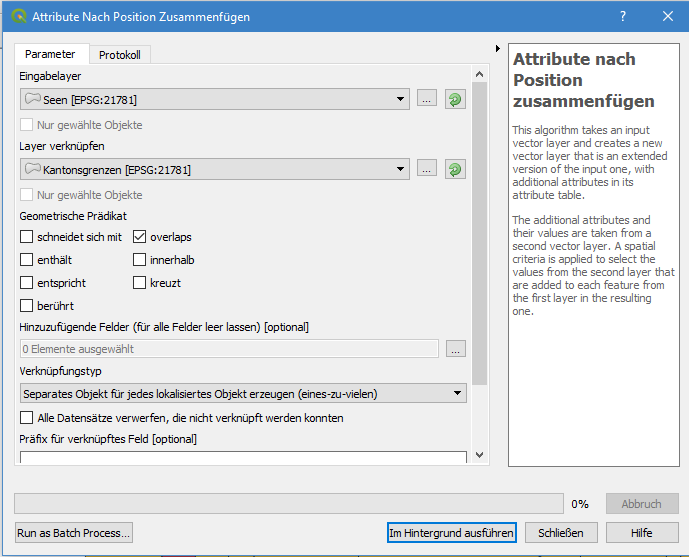 Attribute Nach Position Zusammenfügen
?
Parameter
Protokoll
Eingabelayer
Seen [EPSG:21781]
...
Nur gewählte Objekte
Layer verknüpfen
Kantonsgrenzen [EPSG:21781]
...
Nur gewählte Objekte
Geometrische Prädikat
schneidet sich mit
overlaps
enthält
innerhalb
entspricht
kreuzt
berührt
Hinzuzufügende Felder (für alle Felder leer lassen) [optional]
0 Elemente ausgewählt
...
Verknüpfungstyp
Separates Objekt für jedes lokalisiertes Objekt erzeugen (eines-zu-vielen)
Alle Datensätze verwerfen, die nicht verknüpft werden konnten
Präfix für verknüpftes Feld [optional]
Attribute nach
Position
zusammenfügen
This algorithm takes an input
vector layer and creates a new
vector layer that is an extended
version of the input one, with
additional attributes in its
attribute table.
The additional attributes and
their values are taken from a
second vector layer. A spatial
criteria is applied to select the
values from the second layer that
are added to each feature from
the first layer in the resulting
one.
0%
Abbruch
Run as Batch Process...
Im Hintergrund ausführen
Schließen
Hilfe